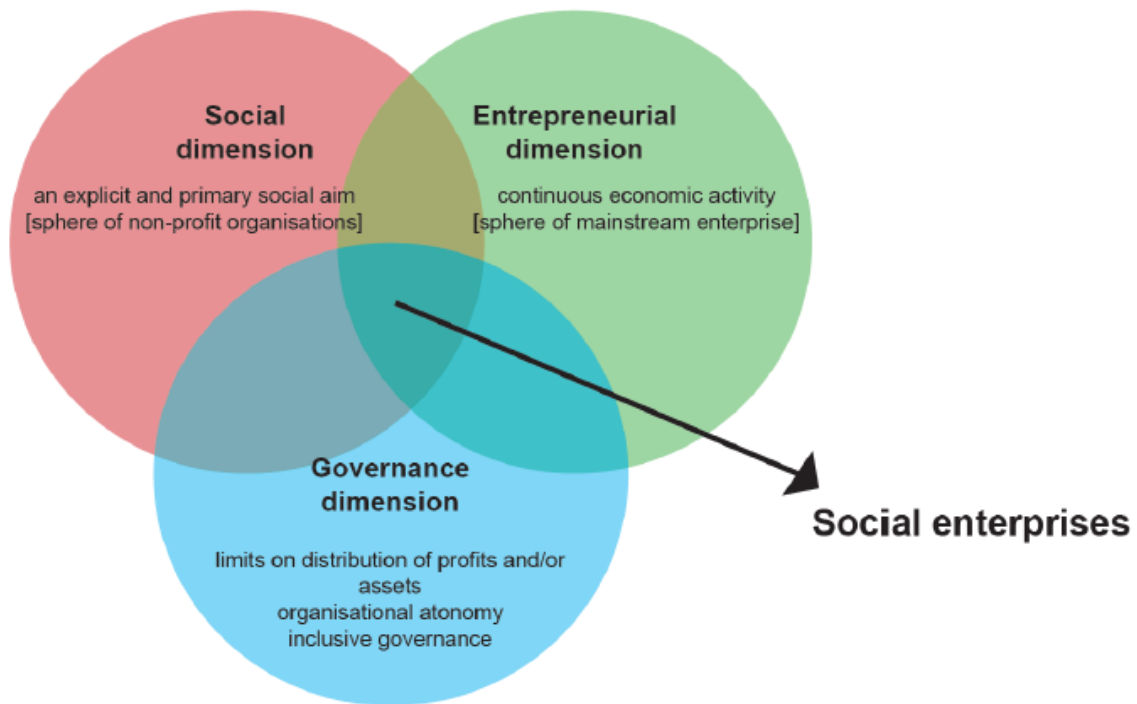 Social
dimension
an explicit and primary social aim
[sphere of non-profit organisations]
Entrepreneurial
dimension
continuous economic activity
[sphere of mainstream enterprise]
Governance
dimension
limits on distribution of profits and/or
assets
organisational atonomy
inclusive governance
Social enterprises